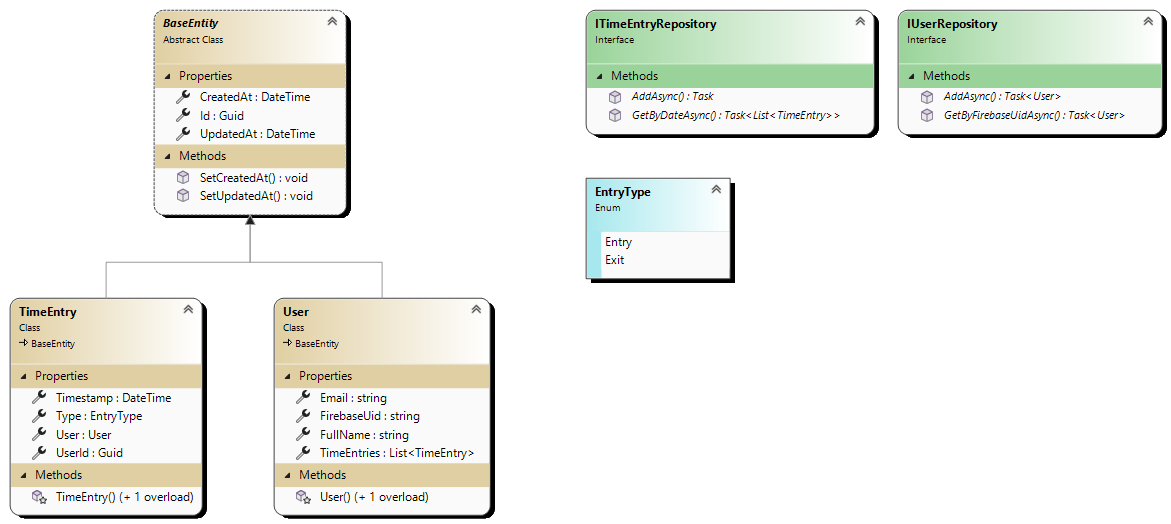 BaseEntity
Abstract Class
Properties
CreatedAt : DateTime
Id : Guid
UpdatedAt : DateTime
Methods
SetCreatedAt() : void
SetUpdatedAt() : void
ITimeEntryRepository
Interface
Methods
AddAsync() : Task
GetByDateAsync() : Task<List<TimeEntry>>
IUserRepository
Interface
Methods
AddAsync() : Task<User>
GetByFirebaseUidAsync() : Task<User>
EntryType
Enum
Entry
Exit
TimeEntry
Class
BaseEntity
Properties
Timestamp : DateTime
Type : EntryType
User : User
UserId : Guid
Methods
TimeEntry() (+ 1 overload)
User
Class
BaseEntity
Properties
Email : string
FirebaseUid : string
FullName : string
TimeEntries : List<TimeEntry>
Methods
User() (+ 1 overload)